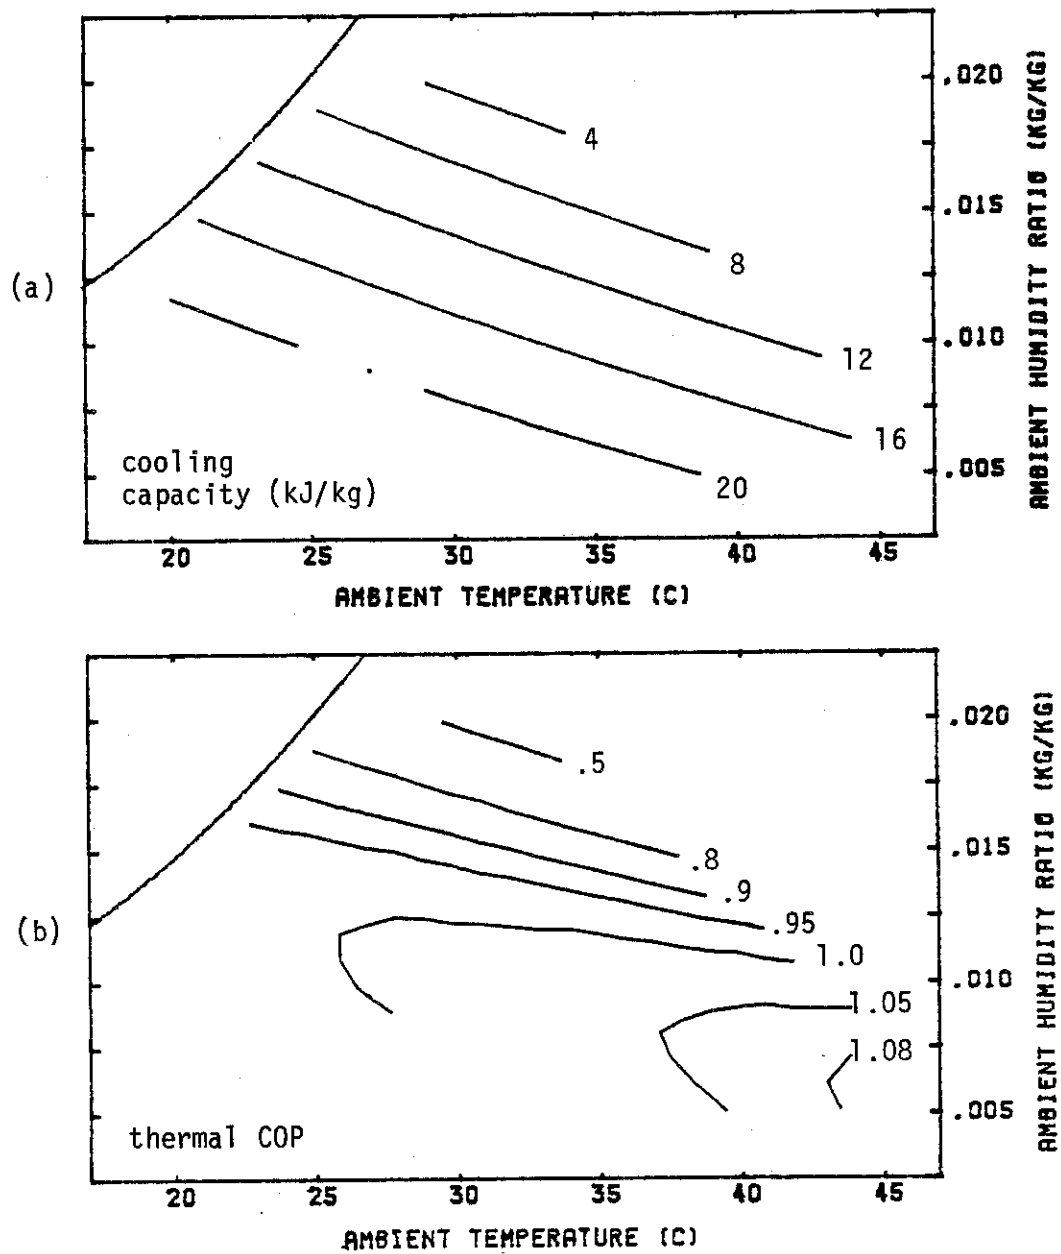 .020
4
.015
8
(a)
.010
12
16
cooling
capacity (kJ/kg)
.005
20
20 25 30 35 40 45
AMBIENT TEMPERATURE (C)
AMBIENT HUMIDITY RATIO (KG/KG)
.020
.5
.015
.8
.9
.95
(b)
1.0
.010
1.05
1.08
.005
thermal COP
20 25 30 35 40 45
AMBIENT TEMPERATURE (C)
AMBIENT HUMIDITY RATIO (KG/KG)